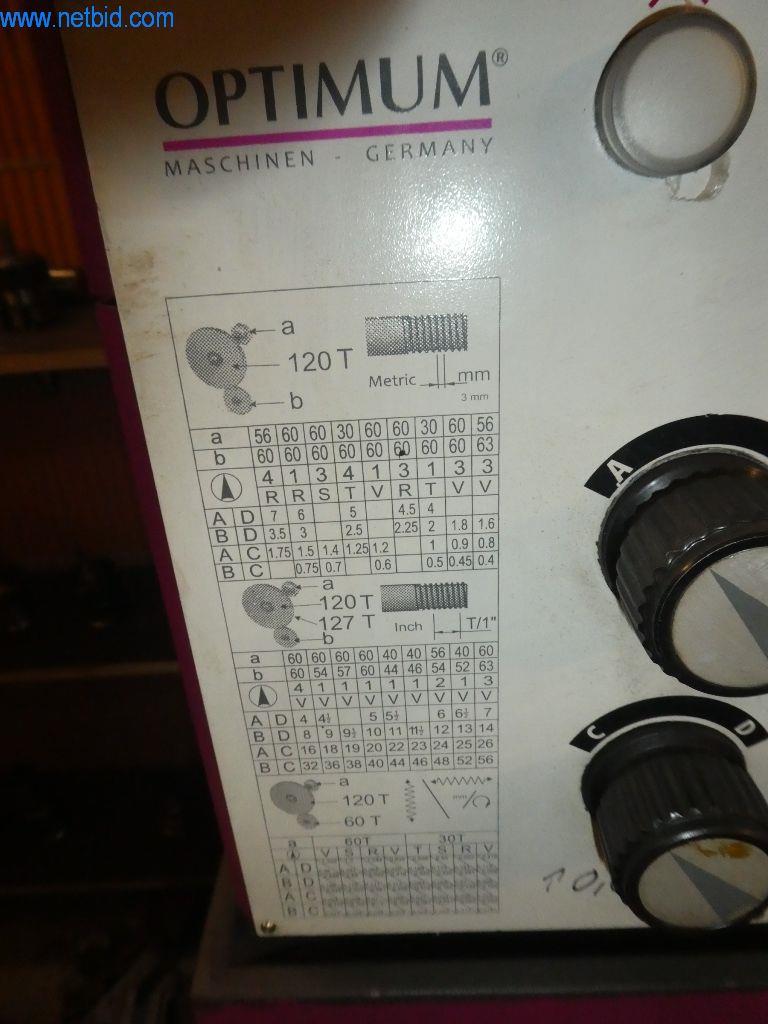 www.netbid.com
OPTIMUM®
MASCHINEN - GERMANY
a
120 T
b
Metric mm
3 mm
a 56 60 60 30 60 60 30 60 56
b 60 60 60 60 60 60 60 60 63
4 1 3 4 1 3 1 3 3
R R S T V R T V V
A D 7 6 5 4.5 4
B D 3.5 3 2.5 2.25 2 1.8 1.6
A C 1.75 1.5 1.4 1.25 1.2 1 0.9 0.8
B C 0.75 0.7 0.6 0.5 0.45 0.4
a
120 T
127 T
b
Inch T/1"
a 60 60 60 60 40 40 56 40 60
b 60 54 57 60 44 46 54 52 63
4 1 1 1 1 1 2 1 3
V V V V V V V V V
A D 4 4½ 5 5½ 6 6½ 7
B D 8 9 9½ 10 11 11½ 12 13 14
A C 16 18 19 20 22 23 24 25 26
B C 32 36 38 40 44 46 48 52 56
a
120 T
60 T
mm/
a 60T 30T
V S R V T S R V
A D
B D
A C
B C
A
C D